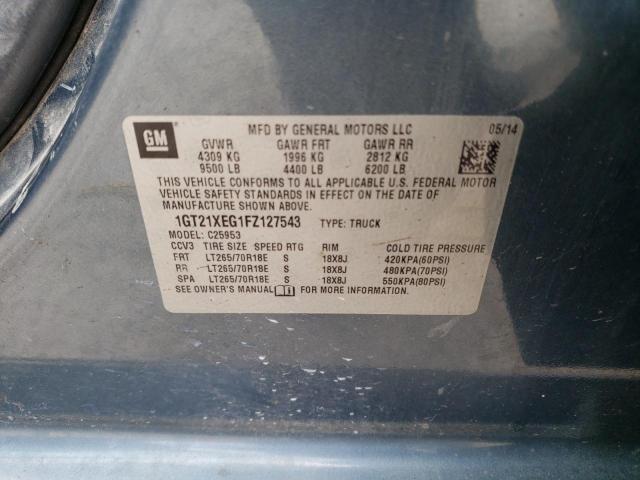 GM
MFD BY GENERAL MOTORS LLC 05/14
GVWR GAWR FRT GAWR RR
4309 KG 1996 KG 2812 KG
9500 LB 4400 LB 6200 LB
THIS VEHICLE CONFORMS TO ALL APPLICABLE U.S. FEDERAL MOTOR
VEHICLE SAFETY STANDARDS IN EFFECT ON THE DATE OF
MANUFACTURE SHOWN ABOVE.
1GT21XEG1FZ127543 TYPE: TRUCK
MODEL: C25953
CCV3 TIRE SIZE SPEED RTG RIM COLD TIRE PRESSURE
FRT LT265/70R18E S 18X8J 420KPA(60PSI)
RR LT265/70R18E S 18X8J 480KPA(70PSI)
SPA LT265/70R18E S 18X8J 550KPA(80PSI)
SEE OWNER'S MANUAL FOR MORE INFORMATION.